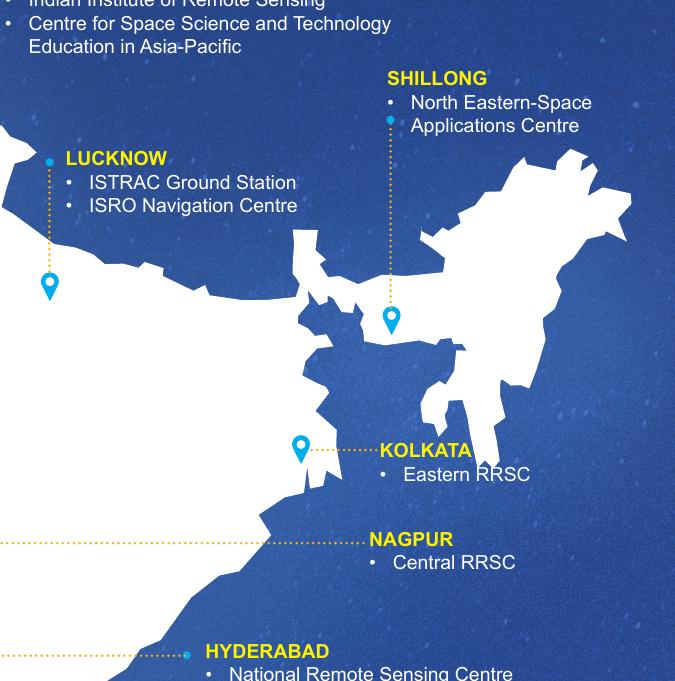 • Indian Institute of Remote Sensing
• Centre for Space Science and Technology
Education in Asia-Pacific
SHILLONG
• North Eastern-Space
Applications Centre
LUCKNOW
• ISTRAC Ground Station
• ISRO Navigation Centre
KOLKATA
• Eastern RRSC
NAGPUR
• Central RRSC
HYDERABAD
• National Remote Sensing Centre